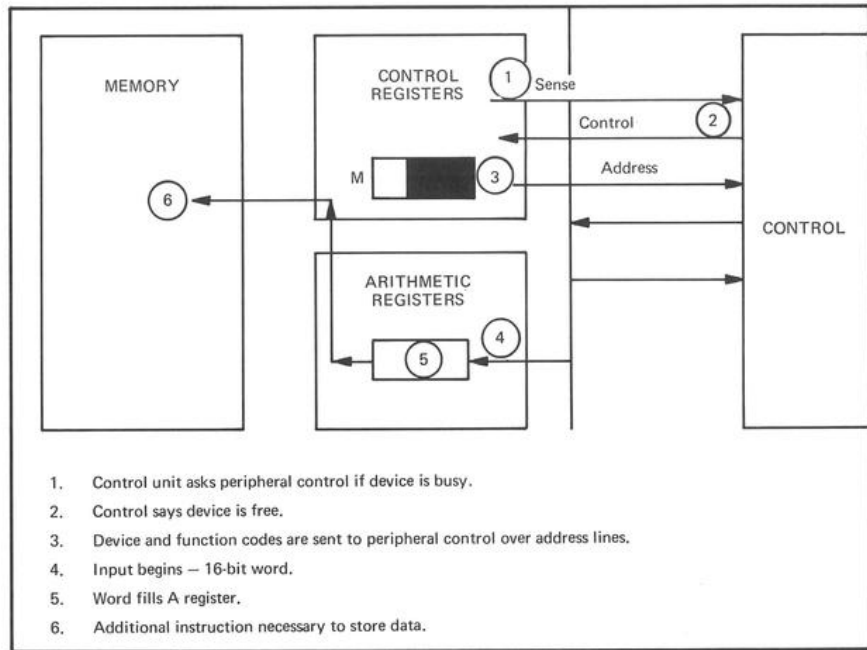 MEMORY
CONTROL
REGISTERS
1
Sense
Control
2
M
3
Address
6
CONTROL
ARITHMETIC
REGISTERS
4
5
1. Control unit asks peripheral control if device is busy.
2. Control says device is free.
3. Device and function codes are sent to peripheral control over address lines.
4. Input begins — 16-bit word.
5. Word fills A register.
6. Additional instruction necessary to store data.